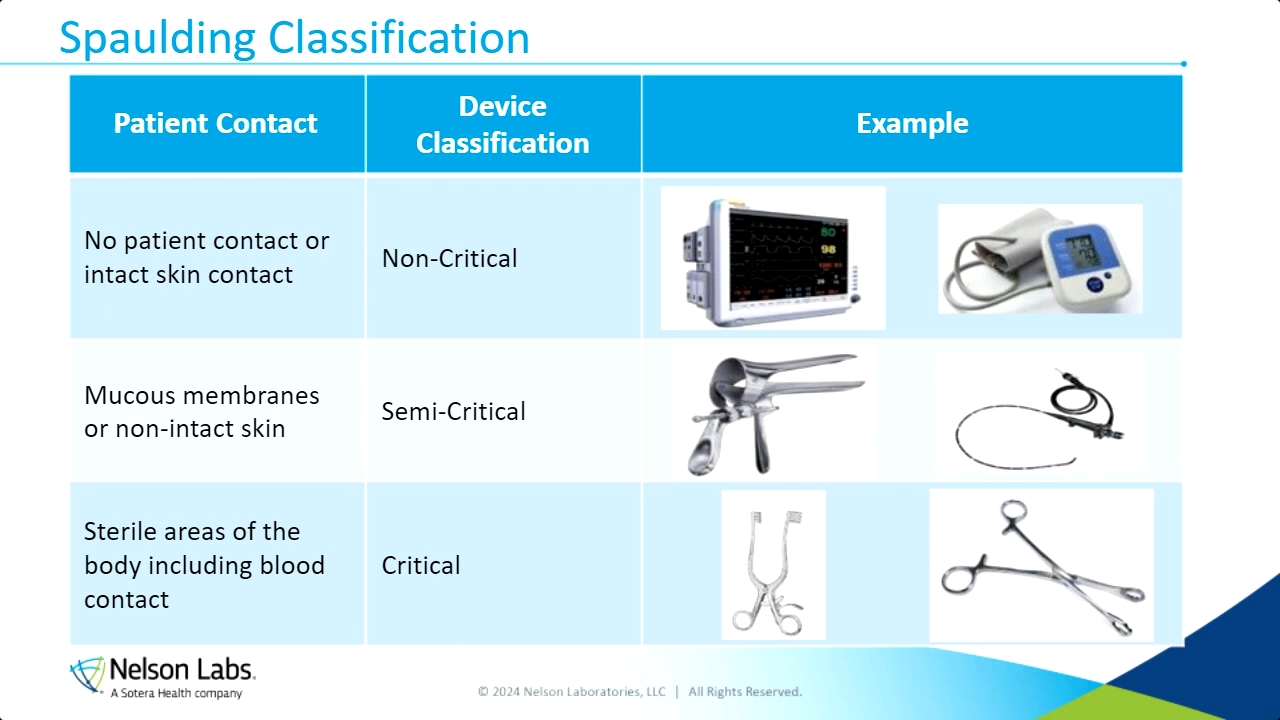 Spaulding Classification
Patient Contact
Device
Classification
Example
No patient contact or
intact skin contact
Non-Critical
80
98
Mucous membranes
or non-intact skin
Semi-Critical
Sterile areas of the
body including blood
contact
Critical
Nelson Labs.
A Sotera Health company
© 2024 Nelson Laboratories, LLC | All Rights Reserved.